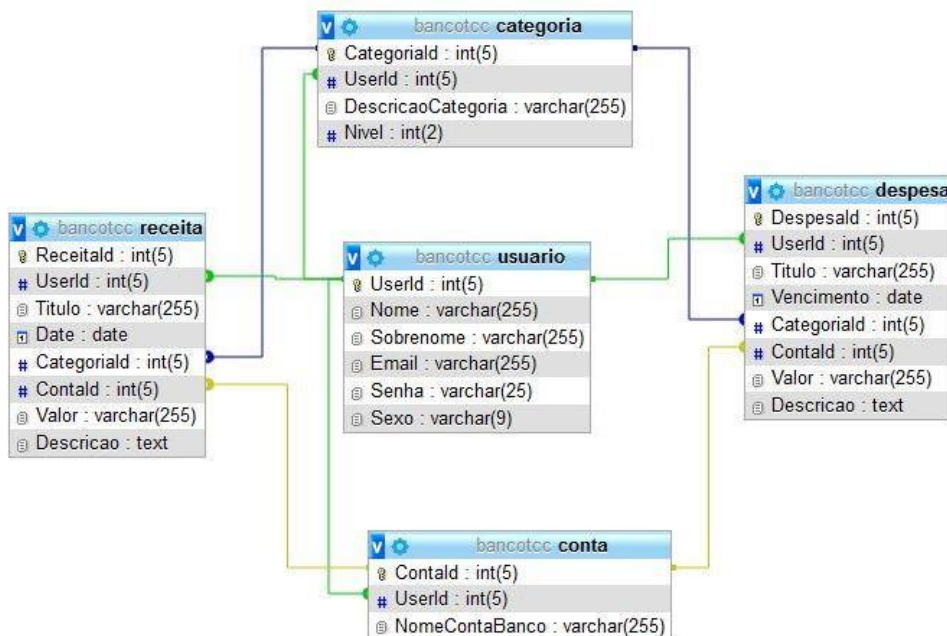 bancotcc categoria
CategoriaId : int(5)
UserId : int(5)
DescricaoCategoria : varchar(255)
Nivel : int(2)
bancotcc receita
ReceitaId : int(5)
UserId : int(5)
Titulo : varchar(255)
Date : date
CategoriaId : int(5)
ContaId : int(5)
Valor : varchar(255)
Descricao : text
bancotcc usuario
UserId : int(5)
Nome : varchar(255)
Sobrenome : varchar(255)
Email : varchar(255)
Senha : varchar(25)
Sexo : varchar(9)
bancotcc despesa
DespesaId : int(5)
UserId : int(5)
Titulo : varchar(255)
Vencimento : date
CategoriaId : int(5)
ContaId : int(5)
Valor : varchar(255)
Descricao : text
bancotcc conta
ContaId : int(5)
UserId : int(5)
NomeContaBanco : varchar(255)